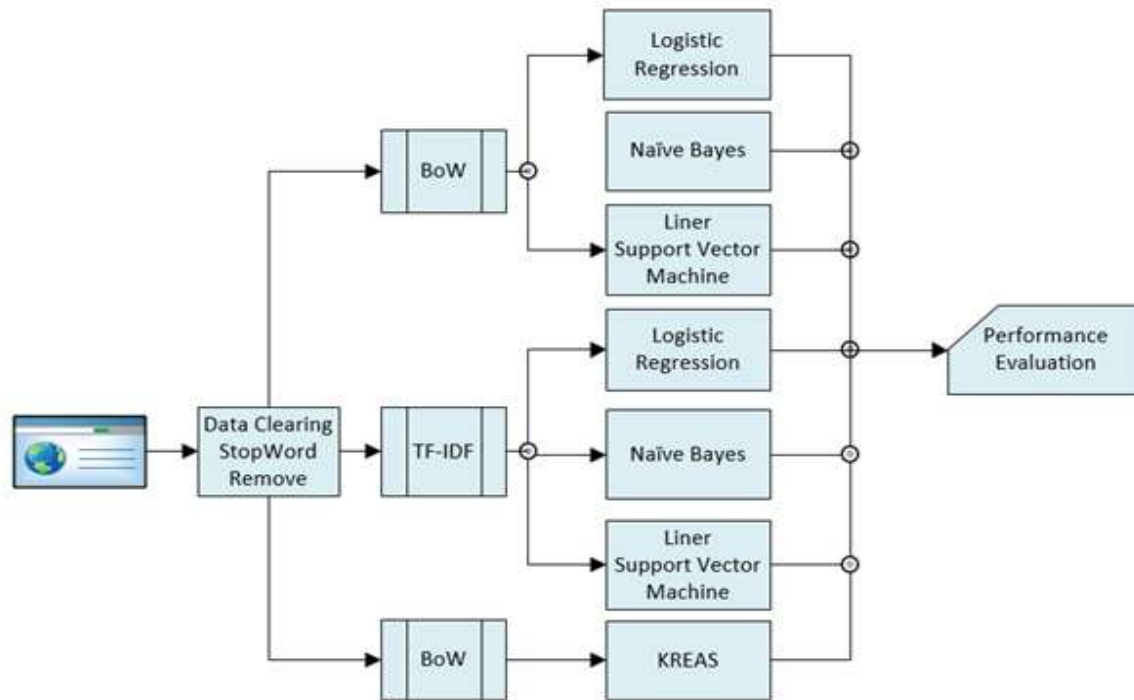 Data Clearing
StopWord
Remove
BoW
TF-IDF
BoW
Logistic
Regression
Naïve Bayes
Liner
Support Vector
Machine
Logistic
Regression
Naïve Bayes
Liner
Support Vector
Machine
KREAS
Performance
Evaluation